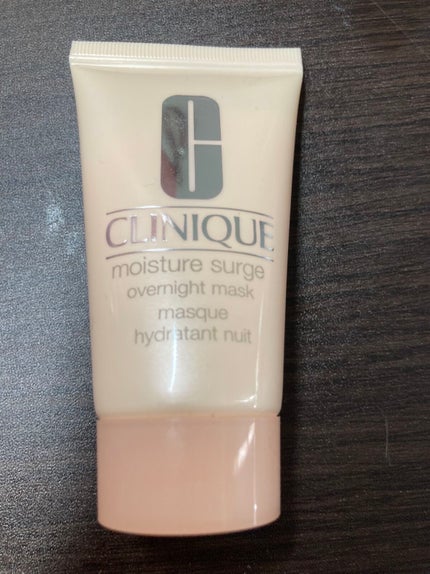 CLINIQUE
moisture surge
overnight mask
masque
hydratant nuit